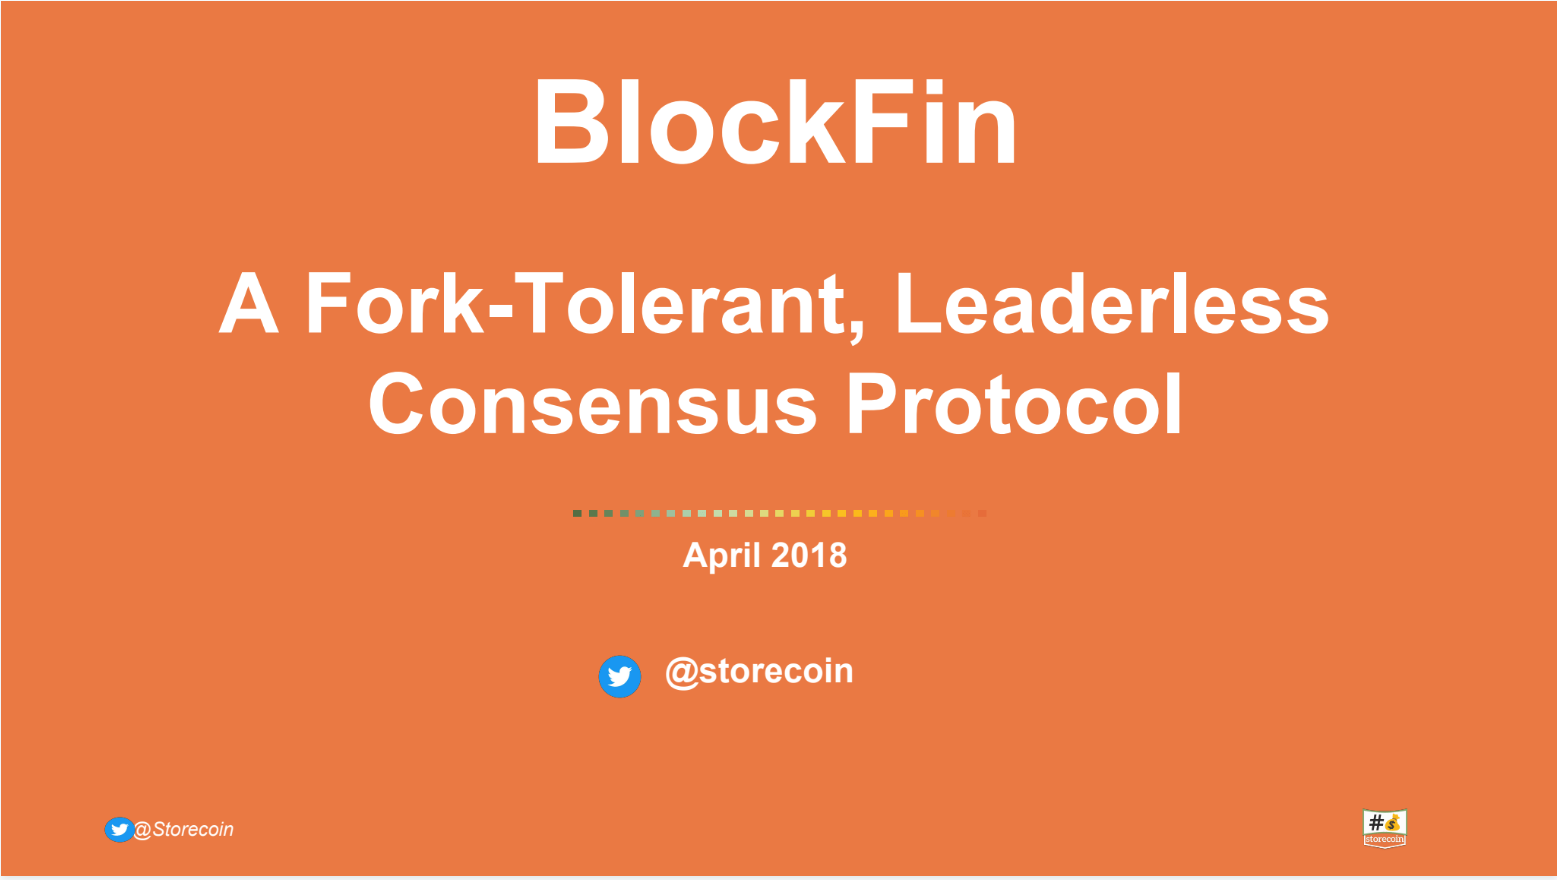 BlockFin
A Fork-Tolerant, Leaderless
Consensus Protocol
April 2018
@storecoin
@Storecoin
#
storecoin